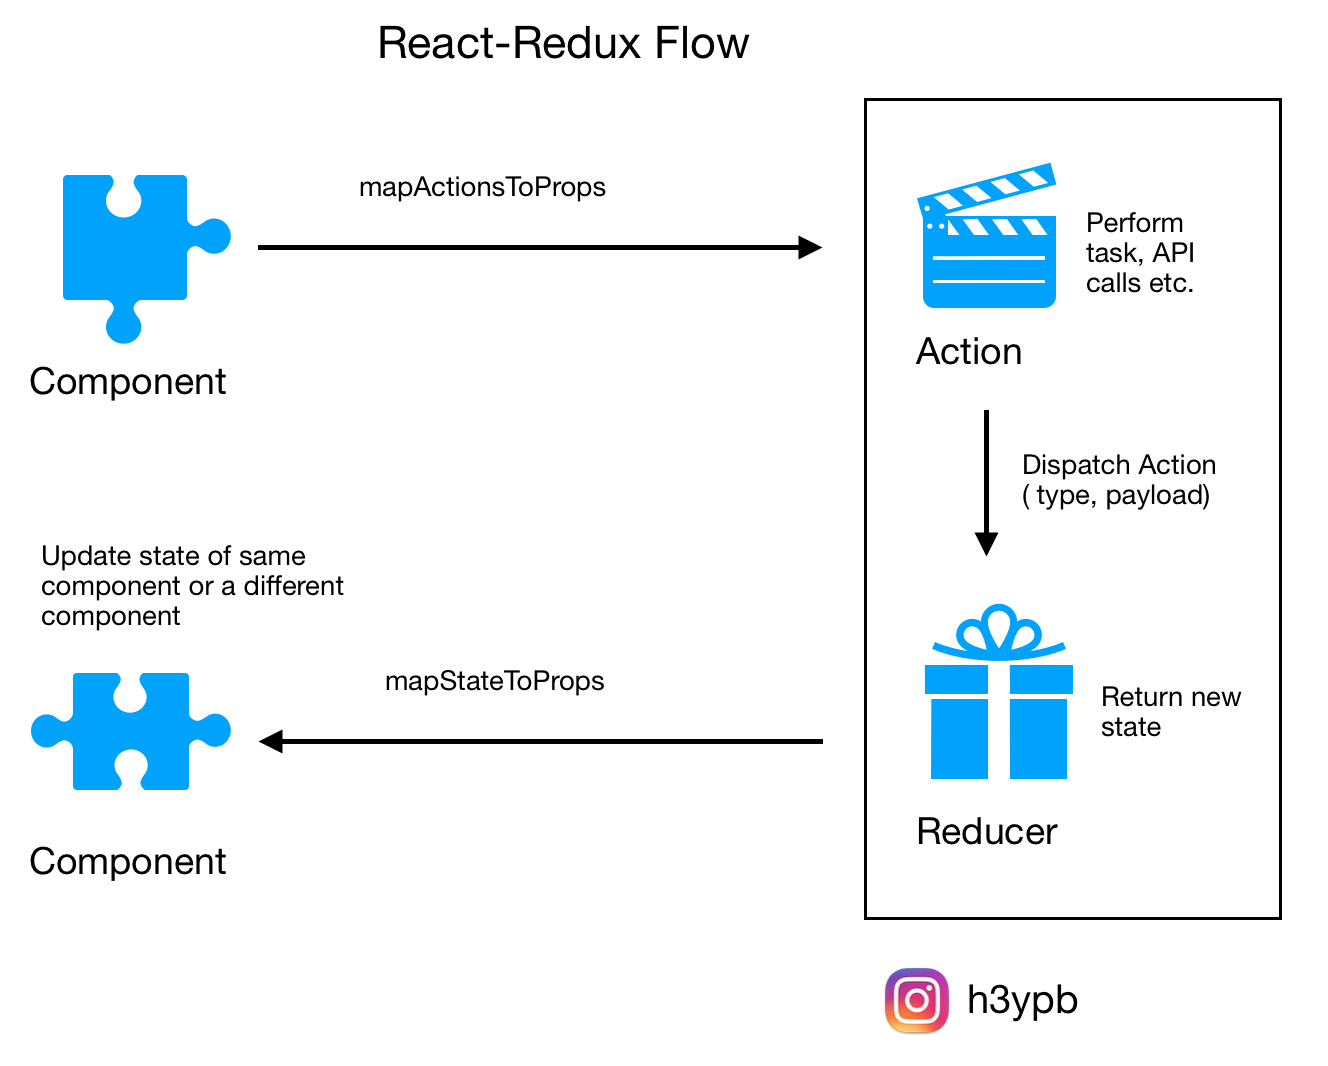 React-Redux Flow
mapActionsToProps
Perform
task, API
calls etc.
Component
Action
Dispatch Action
( type, payload)
Update state of same
component or a different
component
mapStateToProps
Return new
state
Reducer
Component
h3ypb